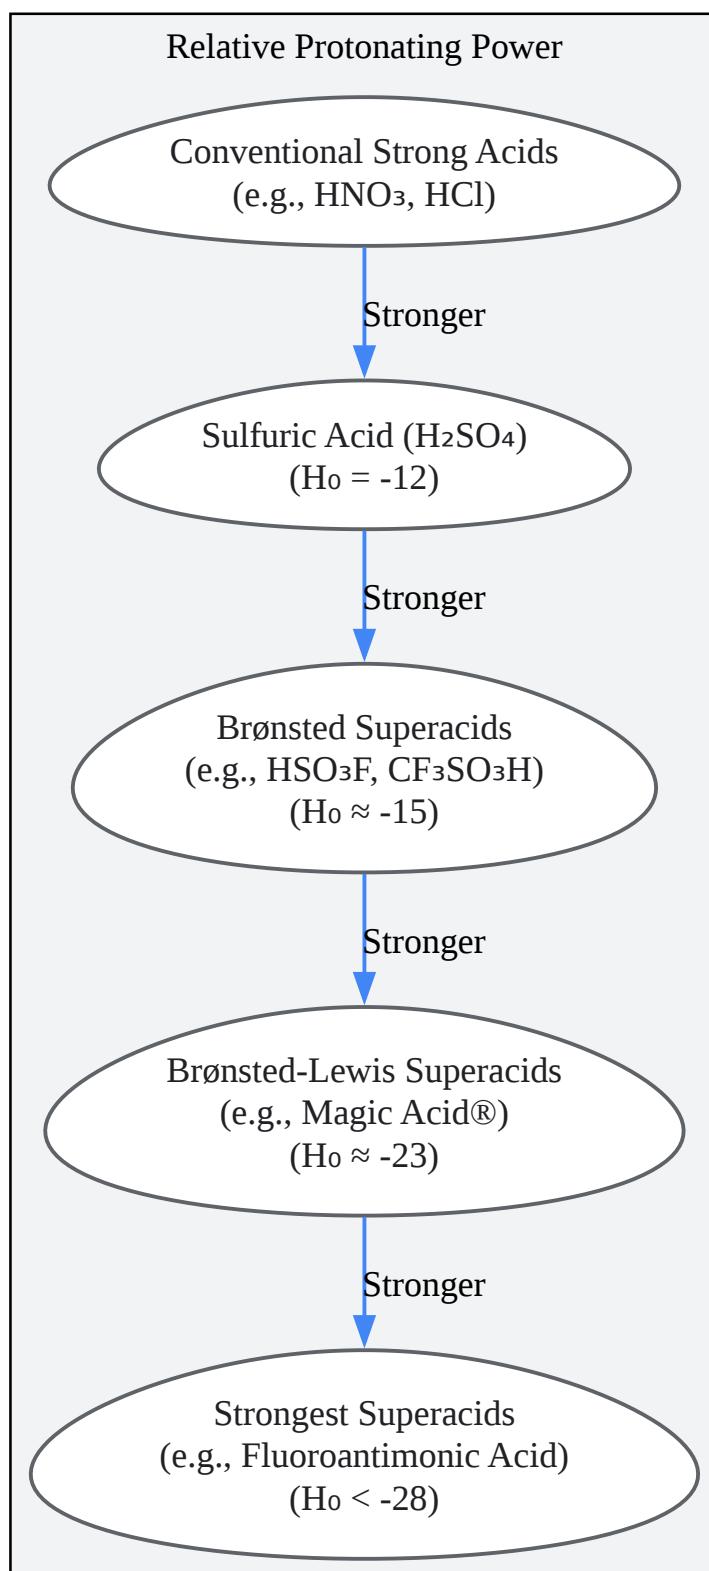 Relative Protonating Power
Conventional Strong Acids
(e.g., HNO₃, HCl)
Stronger
Sulfuric Acid (H₂SO₄)
(H₀ = -12)
Stronger
Brønsted Superacids
(e.g., HSO₃F, CF₃SO₃H)
(H₀ ≈ -15)
Stronger
Brønsted-Lewis Superacids
(e.g., Magic Acid®)
(H₀ ≈ -23)
Stronger
Strongest Superacids
(e.g., Fluoroantimonic Acid)
(H₀ < -28)